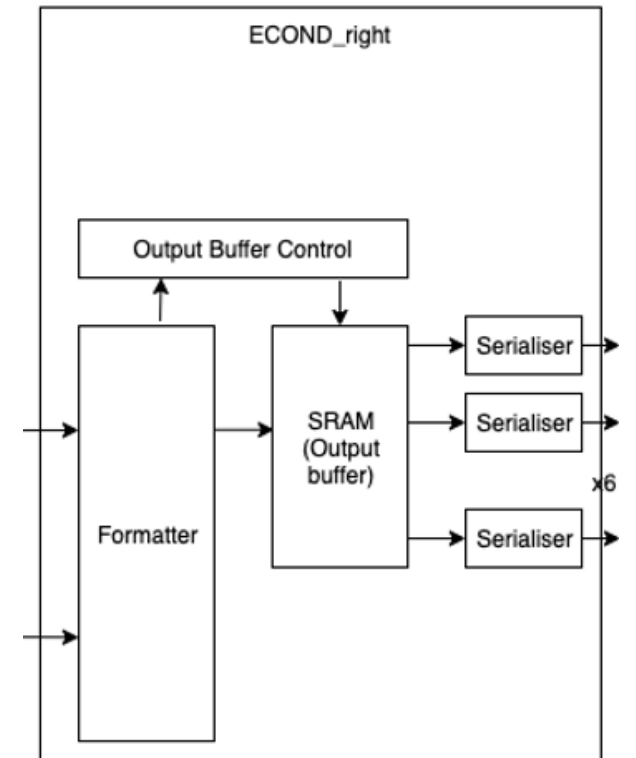 ECOND_right
Output Buffer Control
Serialiser
SRAM
(Output
buffer)
Serialiser
x6
Formatter
Serialiser